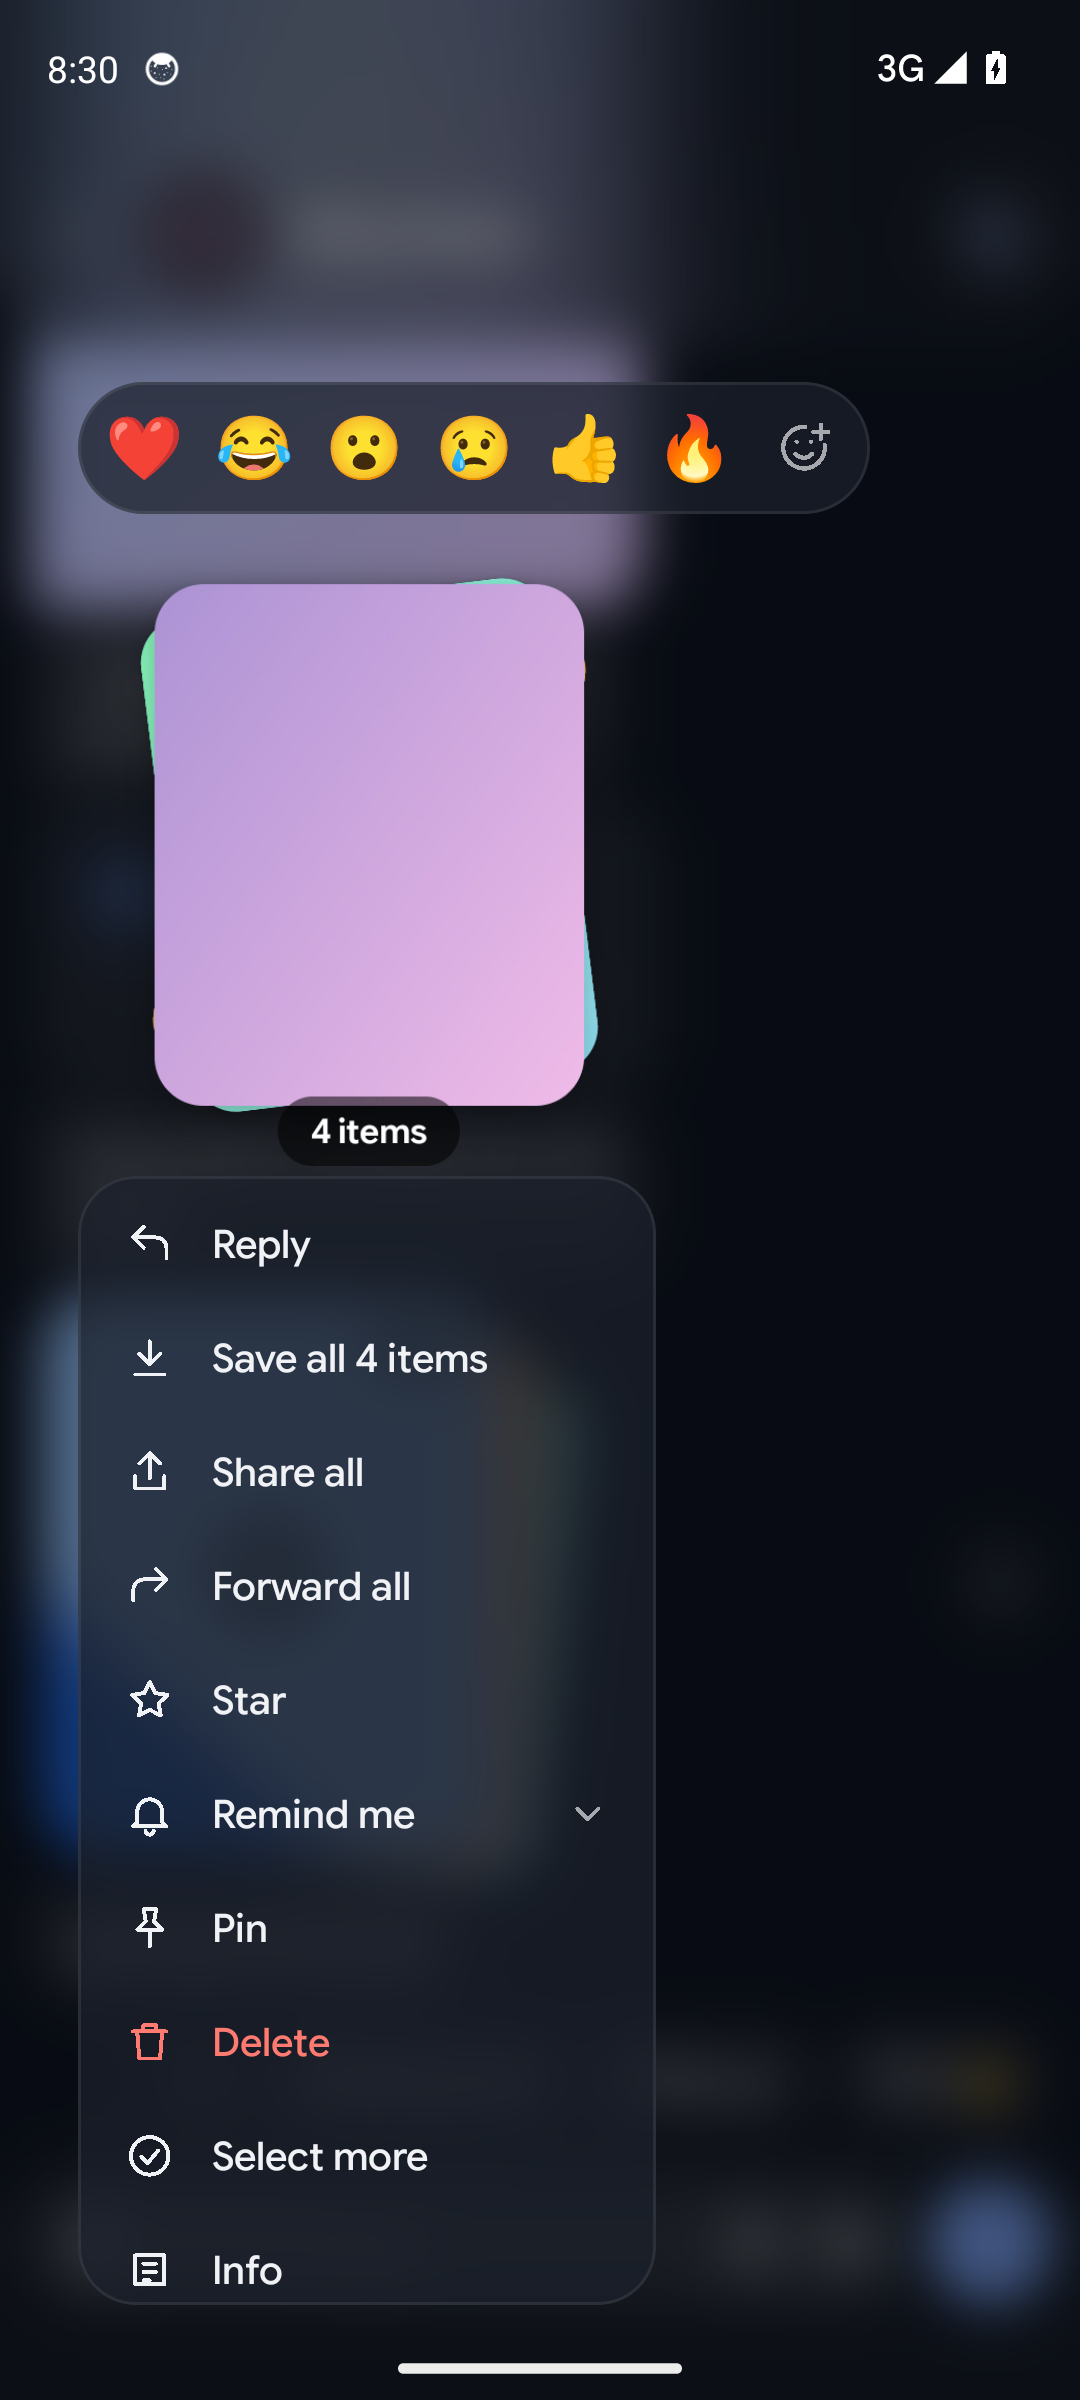 8:30
3G
4 items
Reply
Save all 4 items
Share all
Forward all
Star
Remind me
Pin
Delete
Select more
Info